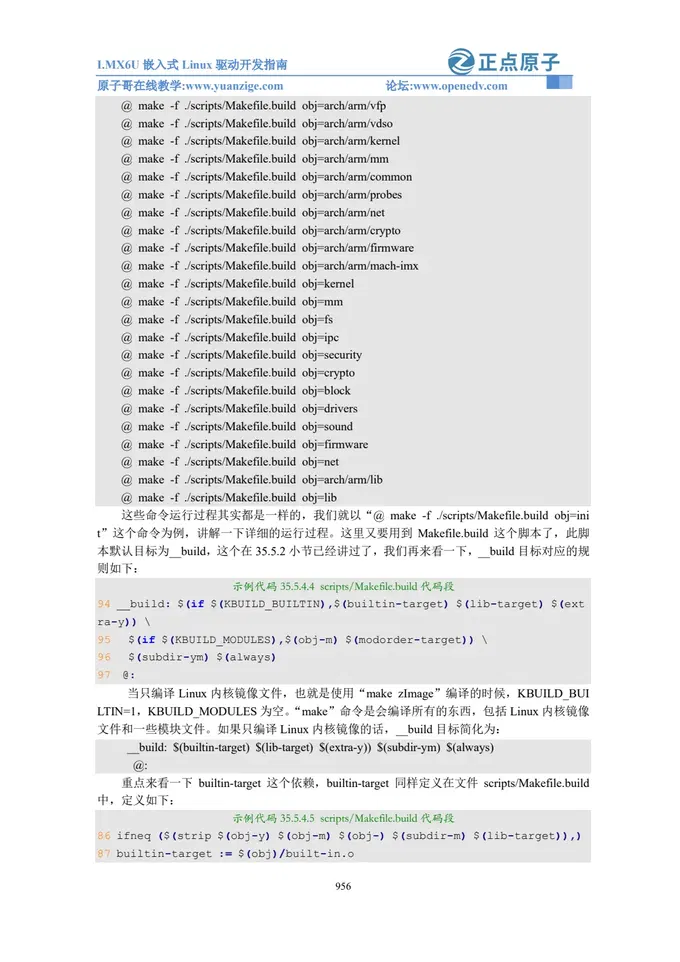 I.MX6U 嵌入式 Linux 驱动开发指南
正点原子
原子哥在线教学:www.yuanzige.com 论坛:www.openedv.com
@ make -f ./scripts/Makefile.build obj=arch/arm/vfp
@ make -f ./scripts/Makefile.build obj=arch/arm/vdso
@ make -f ./scripts/Makefile.build obj=arch/arm/kernel
@ make -f ./scripts/Makefile.build obj=arch/arm/mm
@ make -f ./scripts/Makefile.build obj=arch/arm/common
@ make -f ./scripts/Makefile.build obj=arch/arm/probes
@ make -f ./scripts/Makefile.build obj=arch/arm/net
@ make -f ./scripts/Makefile.build obj=arch/arm/crypto
@ make -f ./scripts/Makefile.build obj=arch/arm/firmware
@ make -f ./scripts/Makefile.build obj=arch/arm/mach-imx
@ make -f ./scripts/Makefile.build obj=kernel
@ make -f ./scripts/Makefile.build obj=mm
@ make -f ./scripts/Makefile.build obj=fs
@ make -f ./scripts/Makefile.build obj=ipc
@ make -f ./scripts/Makefile.build obj=security
@ make -f ./scripts/Makefile.build obj=crypto
@ make -f ./scripts/Makefile.build obj=block
@ make -f ./scripts/Makefile.build obj=drivers
@ make -f ./scripts/Makefile.build obj=sound
@ make -f ./scripts/Makefile.build obj=firmware
@ make -f ./scripts/Makefile.build obj=net
@ make -f ./scripts/Makefile.build obj=arch/arm/lib
@ make -f ./scripts/Makefile.build obj=lib
这些命令运行过程其实都是一样的，我们就以“@ make -f ./scripts/Makefile.build obj=ini
t”这个命令为例，讲解一下详细的运行过程。这里又要用到 Makefile.build 这个脚本了，此脚
本默认目标为__build，这个在 35.5.2 小节已经讲过了，我们再来看一下，__build 目标对应的规
则如下：
示例代码 35.5.4.4 scripts/Makefile.build 代码段
94 __build: $(if $(KBUILD_BUILTIN),$(builtin-target) $(lib-target) $(ext
ra-y)) \
95 $(if $(KBUILD_MODULES),$(obj-m) $(modorder-target)) \
96 $(subdir-ym) $(always)
97 @:
当只编译 Linux 内核镜像文件，也就是使用“make zImage”编译的时候，KBUILD_BUI
LTIN=1，KBUILD_MODULES 为空。“make”命令是会编译所有的东西，包括 Linux 内核镜像
文件和一些模块文件。如果只编译 Linux 内核镜像的话，__build 目标简化为：
__build: $(builtin-target) $(lib-target) $(extra-y)) $(subdir-ym) $(always)
@:
重点来看一下 builtin-target 这个依赖，builtin-target 同样定义在文件 scripts/Makefile.build
中，定义如下：
示例代码 35.5.4.5 scripts/Makefile.build 代码段
86 ifneq ($(strip $(obj-y) $(obj-m) $(obj-) $(subdir-m) $(lib-target)),)
87 builtin-target := $(obj)/built-in.o
956